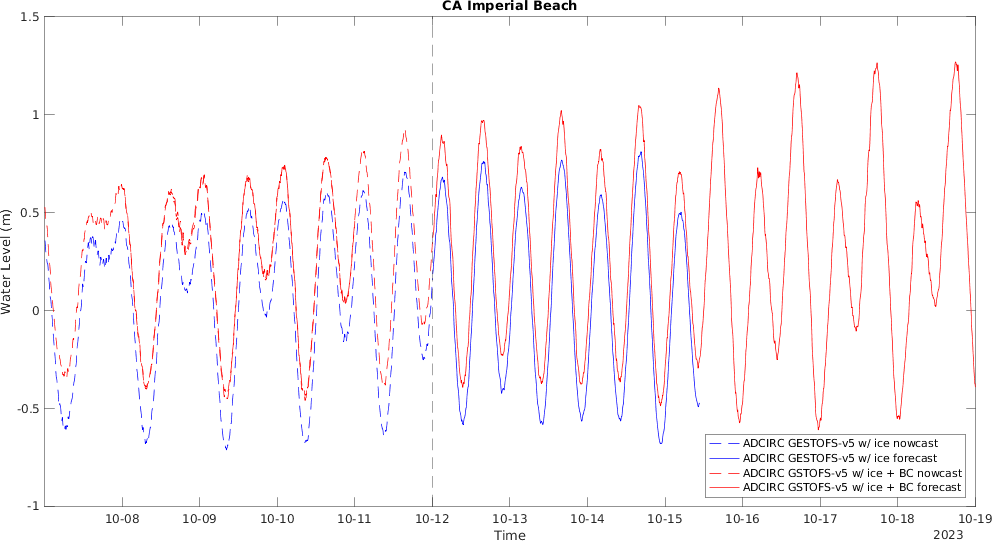 CA Imperial Beach
1.5
1
0.5
0
-0.5
-1
Water Level (m)
ADCIRC GESTOFS-v5 w/ ice nowcast
ADCIRC GESTOFS-v5 w/ ice forecast
ADCIRC GSTOFS-v5 w/ ice + BC nowcast
ADCIRC GSTOFS-v5 w/ ice + BC forecast
10-08 10-09 10-10 10-11 10-12 10-13 10-14 10-15 10-16 10-17 10-18 10-19
Time
2023